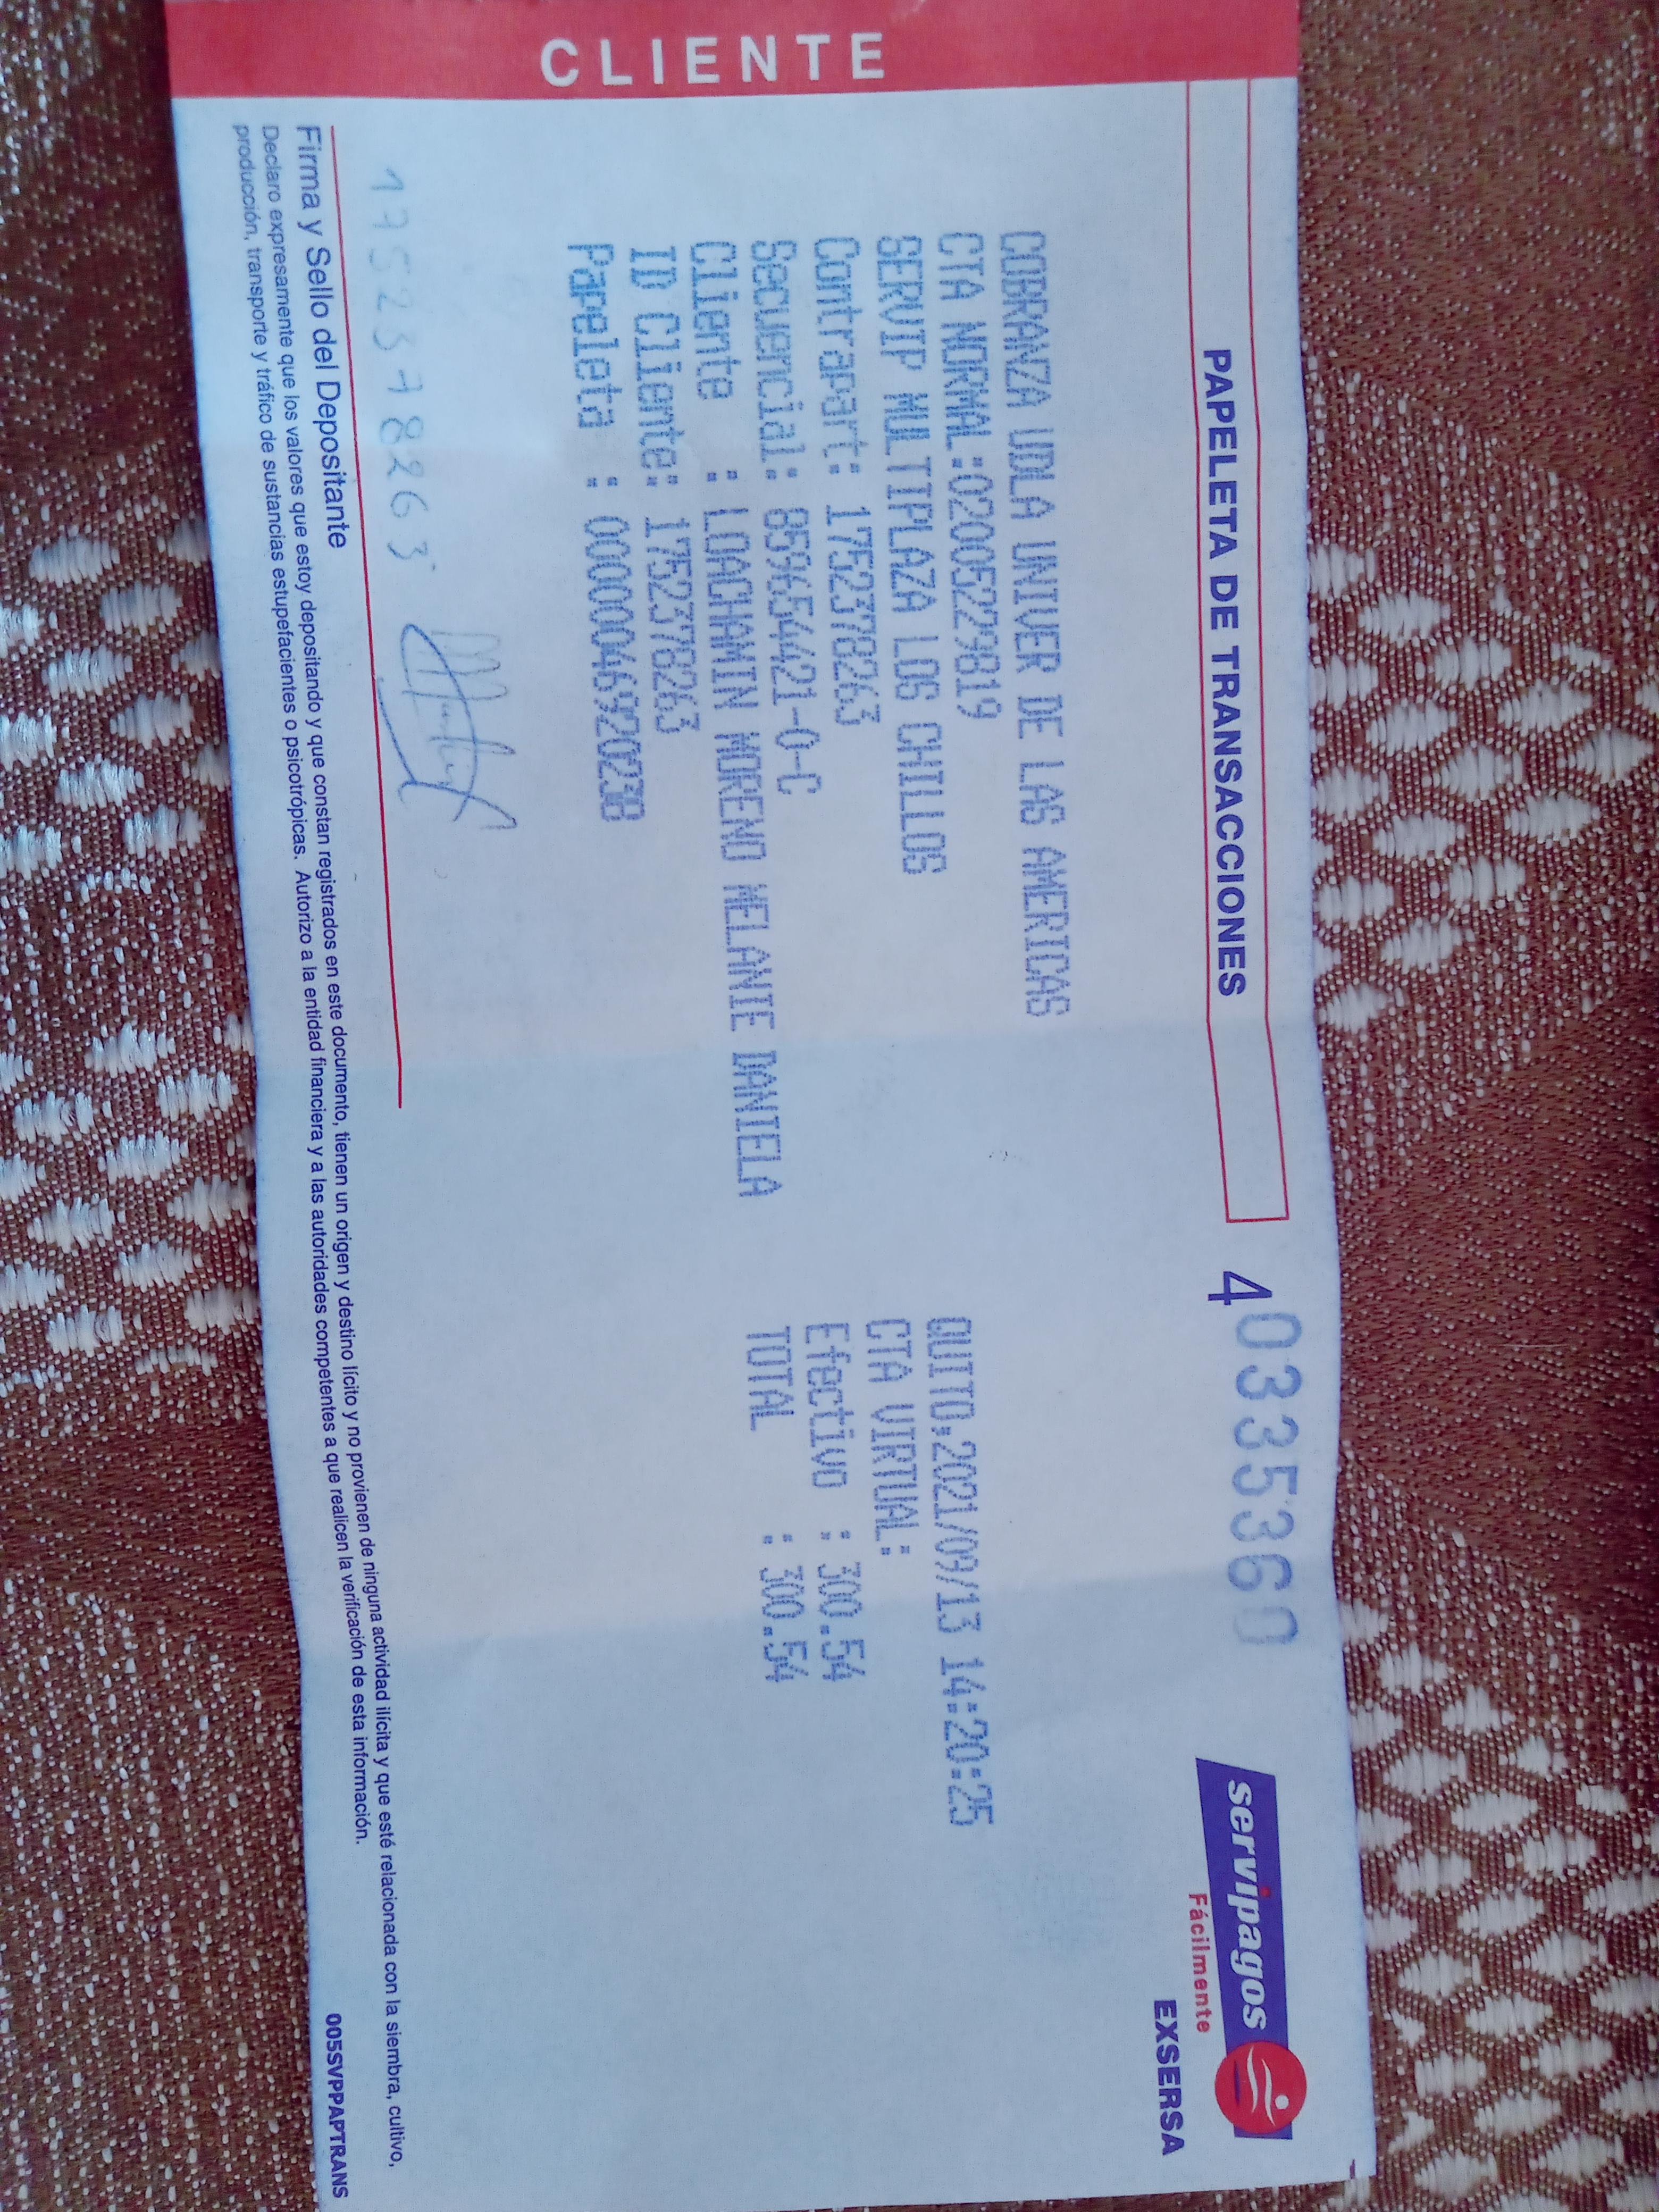 CLIENTE
PAPELETA DE TRANSACCIONES
4 0335360
servipagos
Fácilmente
EXSERSA
COBRANZA UDLA UNIVER DE LAS AMERICAS
CTA NORMAL:02005229819
QUITO,2021/09/13 14:20:25
SERVIP MULTIPLAZA LOS CHILLOS
CTA VIRTUAL:
Contrapart: 1752378263
Efectivo : 300.54
Secuencial: 859654421-0-C
TOTAL : 300.54
Cliente : LOACHAMIN MORENO MELANIE DANIELA
ID Cliente: 1752378263
Papeleta : 000004692023
1752378263
Firma y Sello del Depositante
Declaro expresamente que los valores que estoy depositando y que constan registrados en este documento, tienen un origen y destino lícito y no provienen de ninguna actividad ilícita y que esté relacionada con la siembra, cultivo,
producción, transporte y tráfico de sustancias estupefacientes o psicotrópicas. Autorizo a la entidad financiera y a las autoridades competentes a que realicen la verificación de esta información.
005SVPPAPTRANS